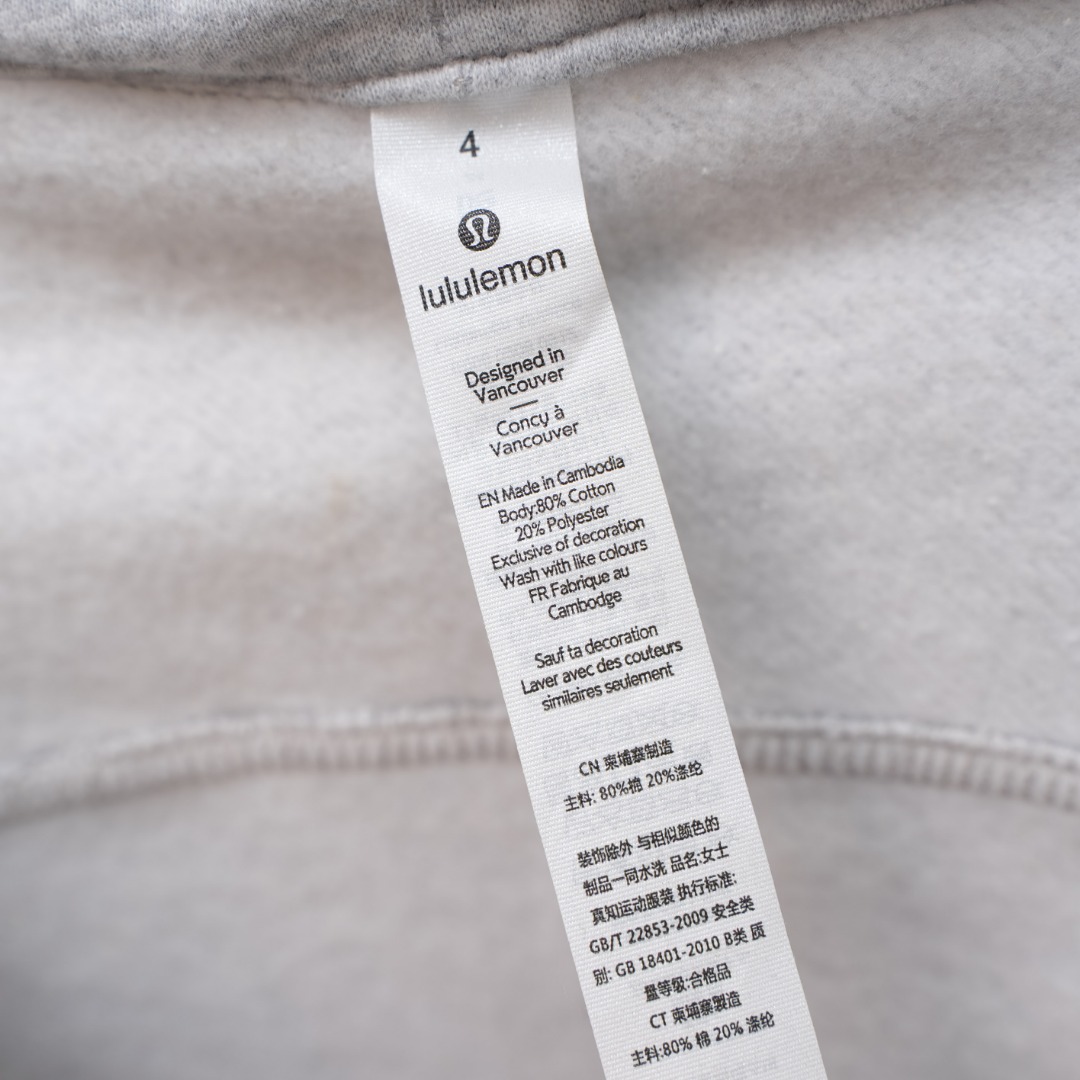 4
lululemon
Designed in
Vancouver
Concy à
Vancouver
EN Made in Cambodia
Body:80% Cotton
20% Polyester
Exclusive of decoration
Wash with like colours
FR Fabrique au
Cambodge
Sauf ta decoration
Laver avec des couteurs
similaires seulement
CN 柬埔寨制造
主料: 80%棉 20%涤纶
装饰除外 与相似颜色的
制品一同水洗 品名:女士
真知运动服装 执行标准:
GB/T 22853-2009 安全类
别: GB 18401-2010 B类 质
量等级:合格品
CT 柬埔寨製造
主料:80% 棉 20% 涤纶